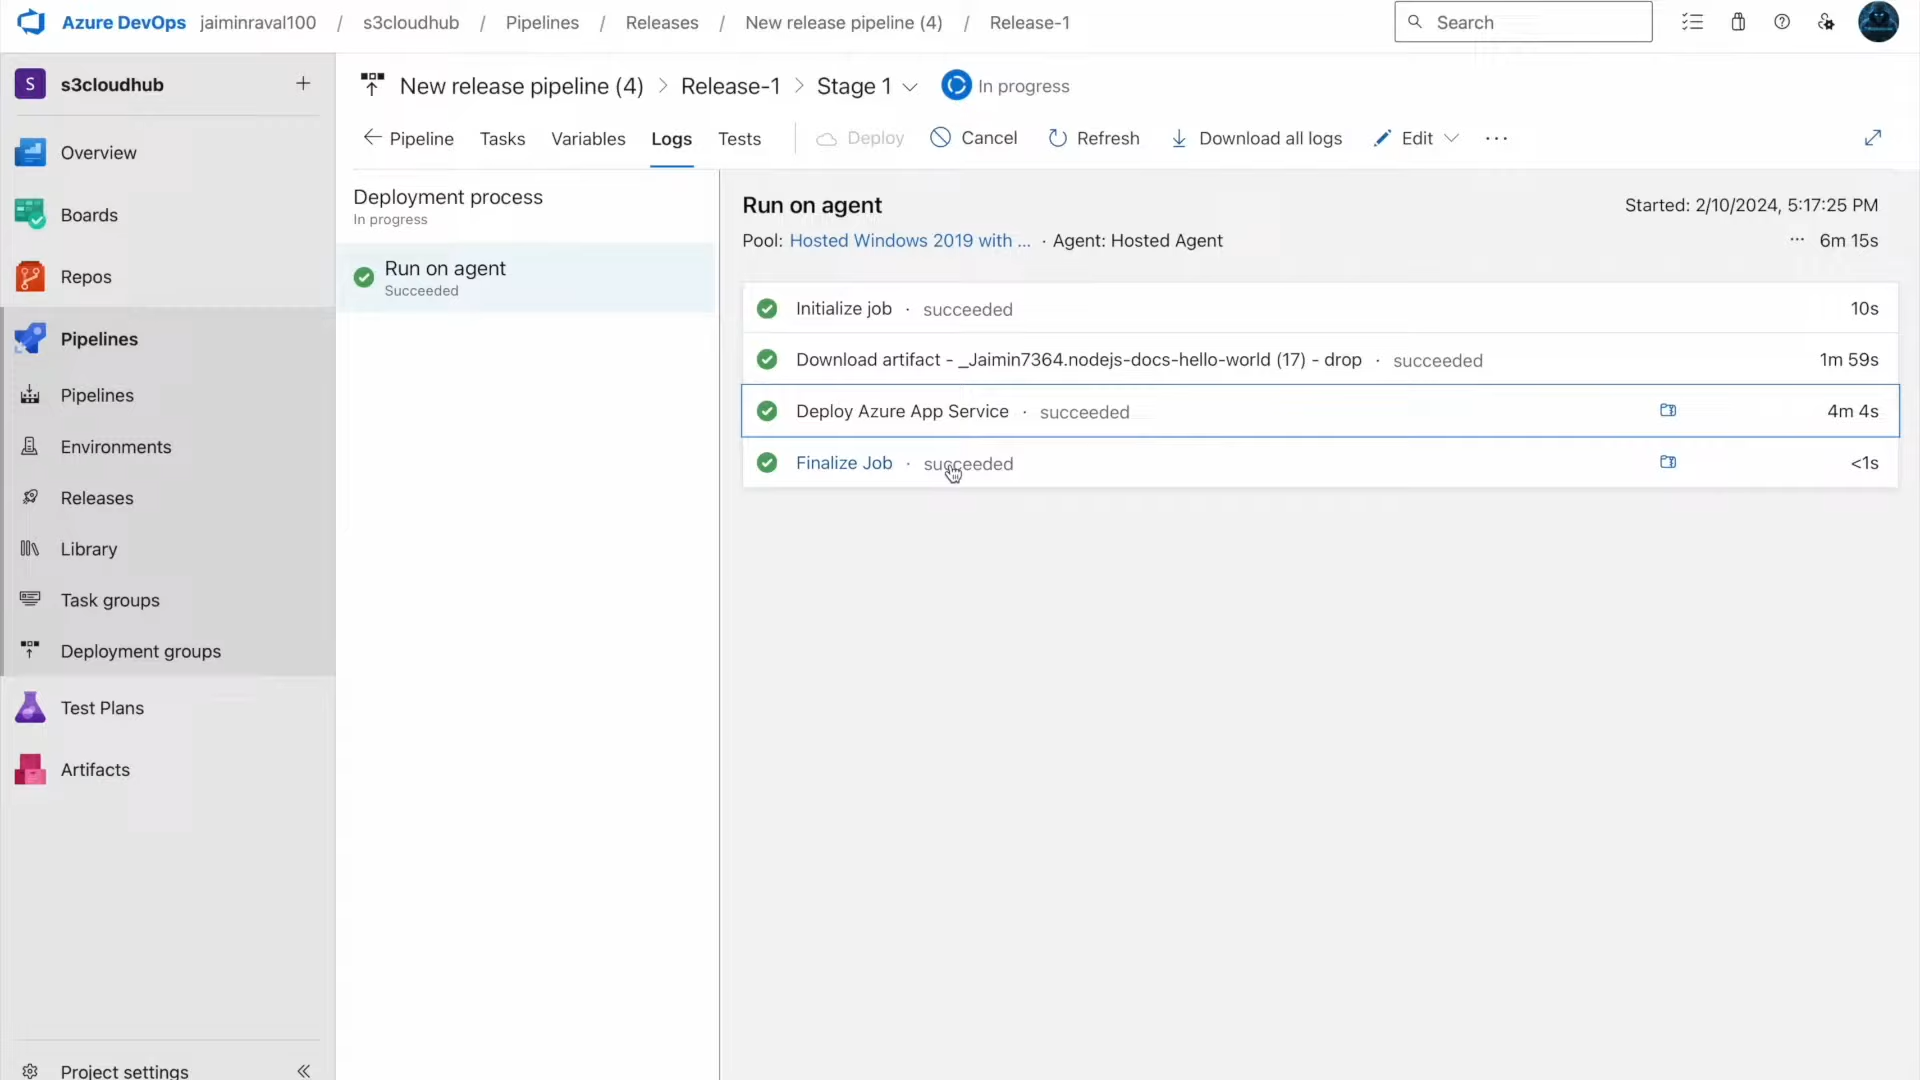 Azure DevOps jaiminraval100 / s3cloudhub / Pipelines / Releases / New release pipeline (4) / Release-1
Search
S s3cloudhub +
Overview
Boards
Repos
Pipelines
Pipelines
Environments
Releases
Library
Task groups
Deployment groups
Test Plans
Artifacts
Project settings
New release pipeline (4) > Release-1 > Stage 1 In progress
Pipeline Tasks Variables Logs Tests Deploy Cancel Refresh Download all logs Edit ...
Deployment process
In progress
Run on agent
Succeeded
Run on agent Started: 2/10/2024, 5:17:25 PM
Pool: Hosted Windows 2019 with ... · Agent: Hosted Agent ... 6m 15s
Initialize job · succeeded 10s
Download artifact - _Jaimin7364.nodejs-docs-hello-world (17) - drop · succeeded 1m 59s
Deploy Azure App Service · succeeded 4m 4s
Finalize Job · succeeded <1s